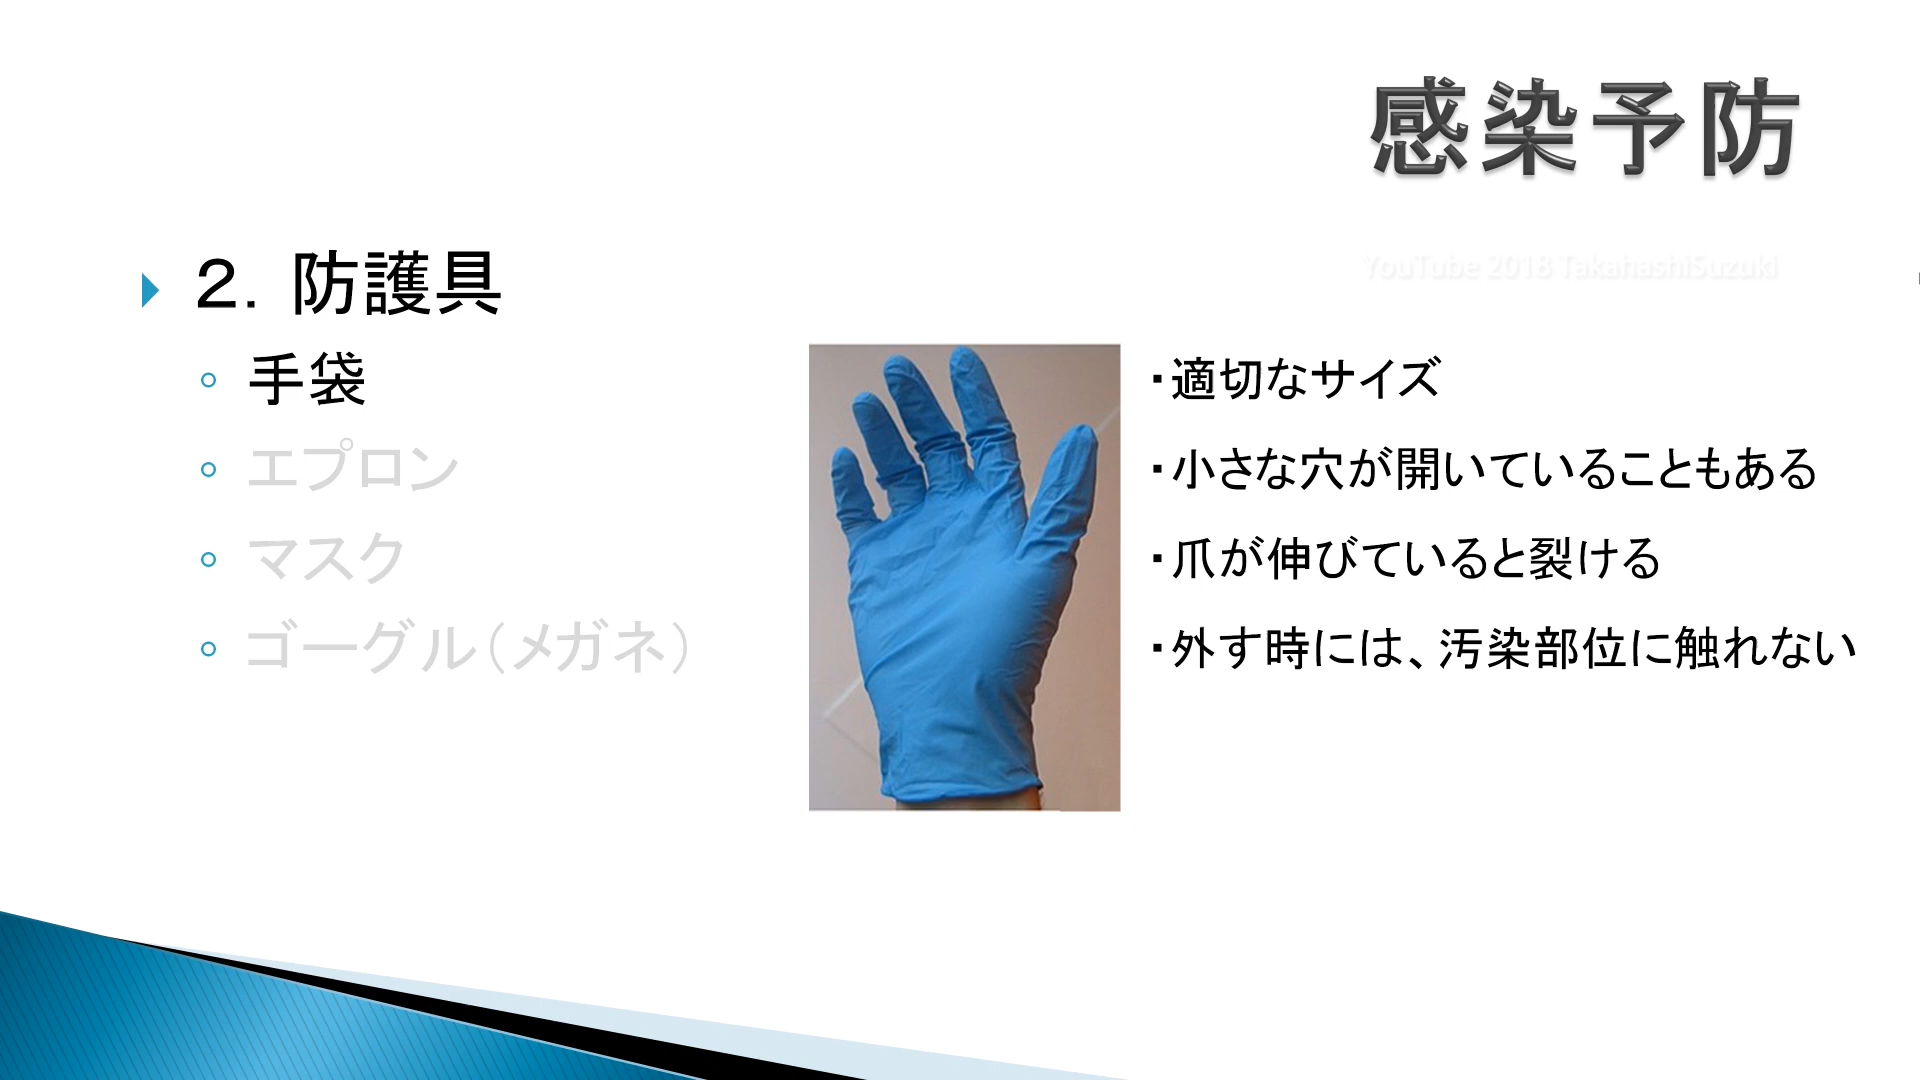 感染予防
YouTube 2018 TakahashiSuzuki
２．防護具
手袋
エプロン
マスク
ゴーグル（メガネ）
・適切なサイズ
・小さな穴が開いていることもある
・爪が伸びていると裂ける
・外す時には、汚染部位に触れない